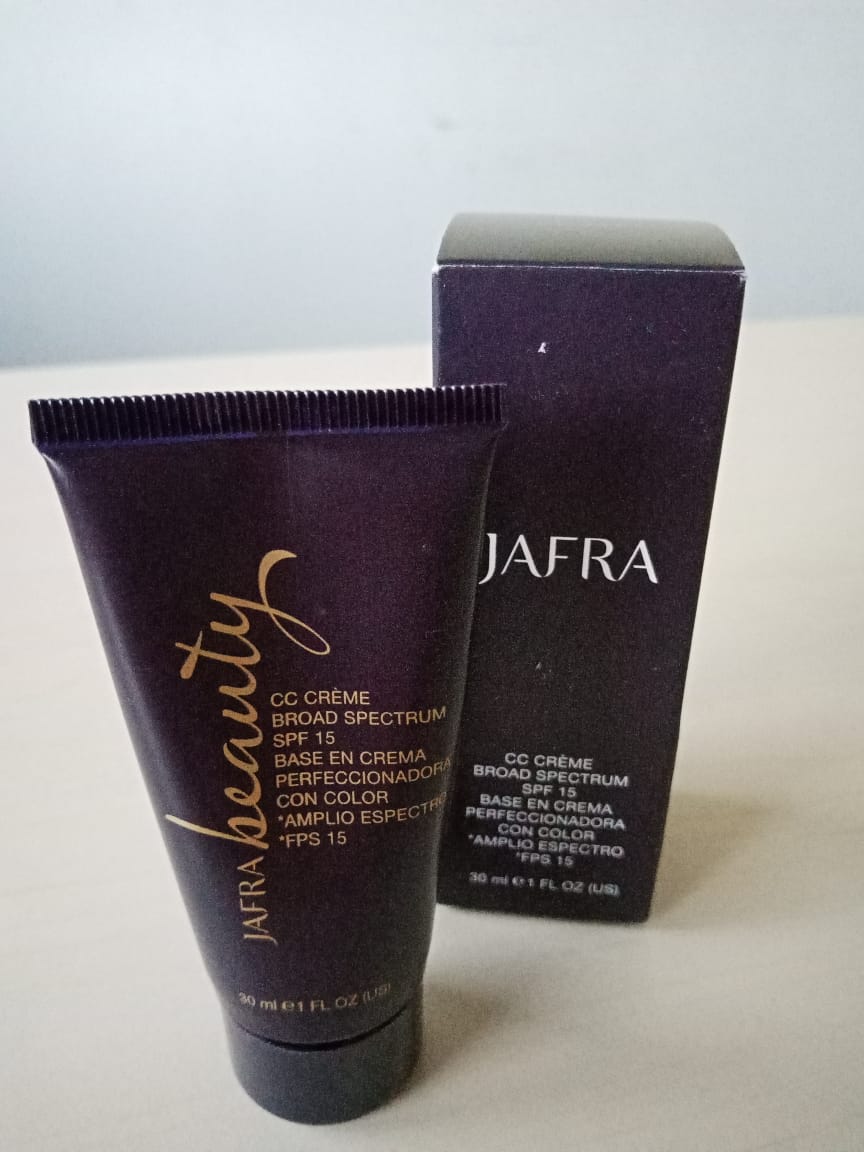 JAFRA beauty
CC CRÈME
BROAD SPECTRUM
SPF 15
BASE EN CREMA
PERFECCIONADORA
CON COLOR
*AMPLIO ESPECTRO
*FPS 15
30 ml e 1 FL OZ (US)
JAFRA
CC CRÈME
BROAD SPECTRUM
SPF 15
BASE EN CREMA
PERFECCIONADORA
CON COLOR
*AMPLIO ESPECTRO
*FPS 15
30 ml e 1 FL OZ (US)